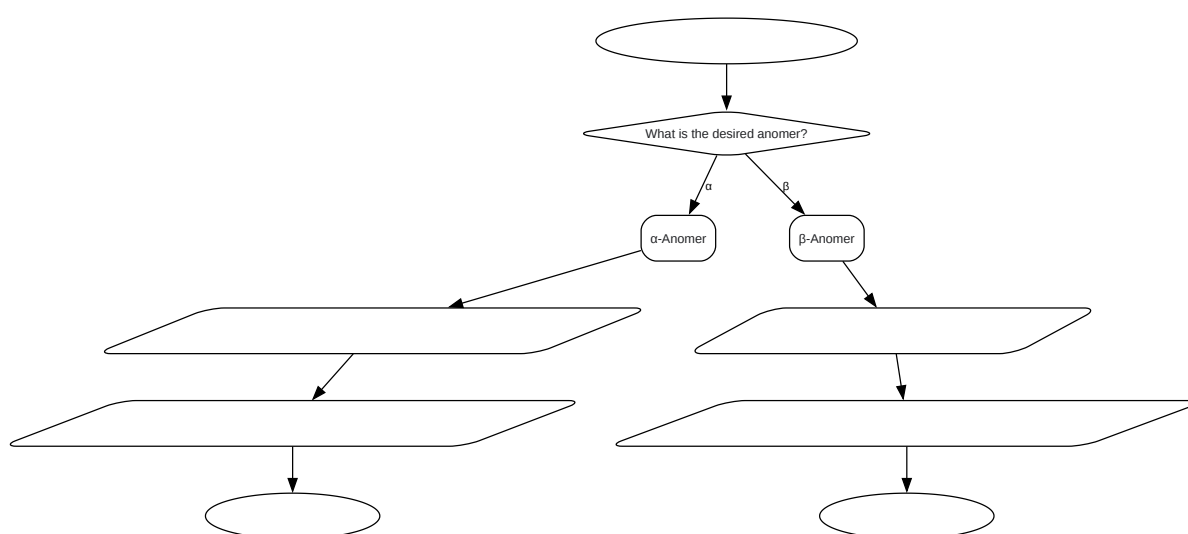 What is the desired anomer?
α
β
α-Anomer
β-Anomer